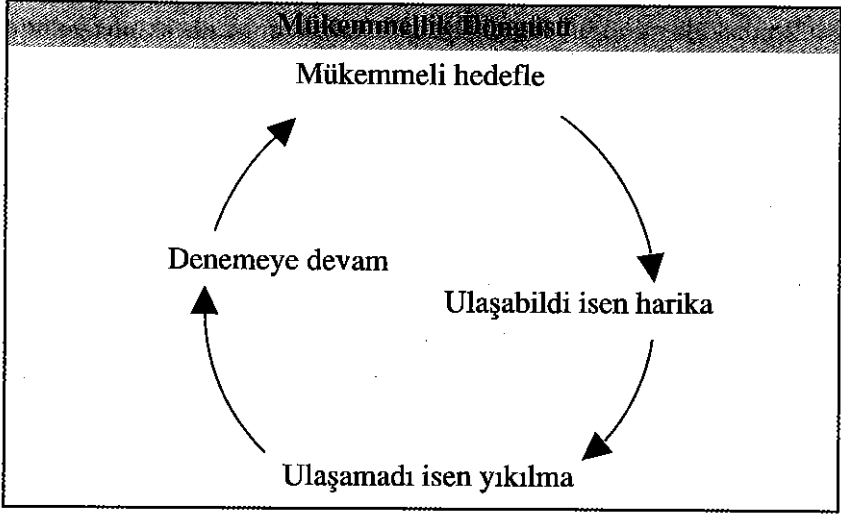 Mükemmellik Döngüsü
Mükemmeli hedefle
Denemeye devam
Ulaşabildi isen harika
Ulaşamadı isen yıkılma